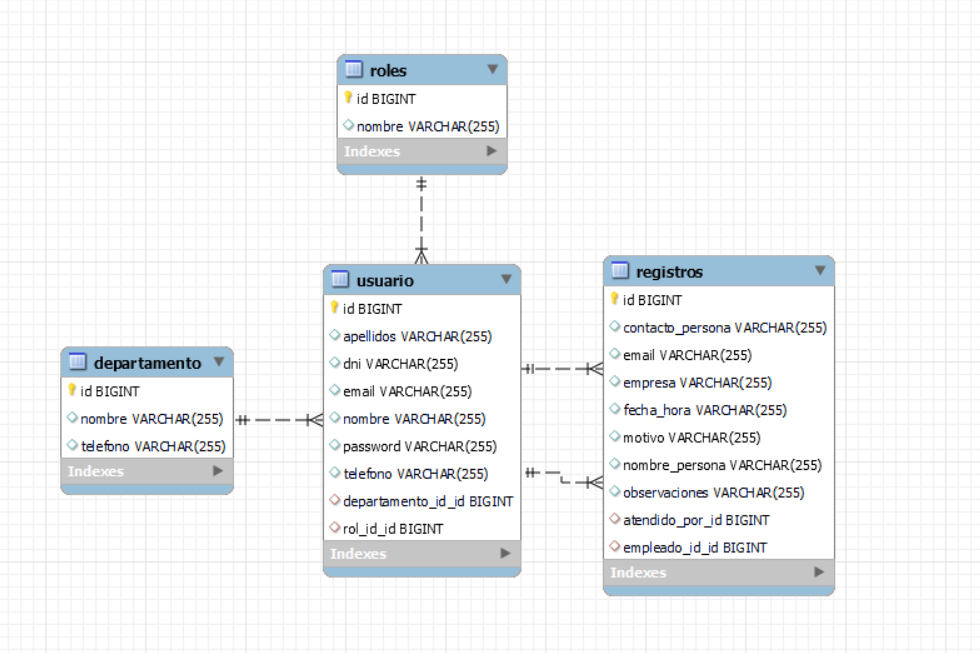 roles
id BIGINT
nombre VARCHAR(255)
Indexes
usuario
id BIGINT
apellidos VARCHAR(255)
dni VARCHAR(255)
email VARCHAR(255)
nombre VARCHAR(255)
password VARCHAR(255)
telefono VARCHAR(255)
departamento_id_id BIGINT
rol_id_id BIGINT
Indexes
registros
id BIGINT
contacto_persona VARCHAR(255)
email VARCHAR(255)
empresa VARCHAR(255)
fecha_hora VARCHAR(255)
motivo VARCHAR(255)
nombre_persona VARCHAR(255)
observaciones VARCHAR(255)
atendido_por_id BIGINT
empleado_id_id BIGINT
Indexes
departamento
id BIGINT
nombre VARCHAR(255)
telefono VARCHAR(255)
Indexes